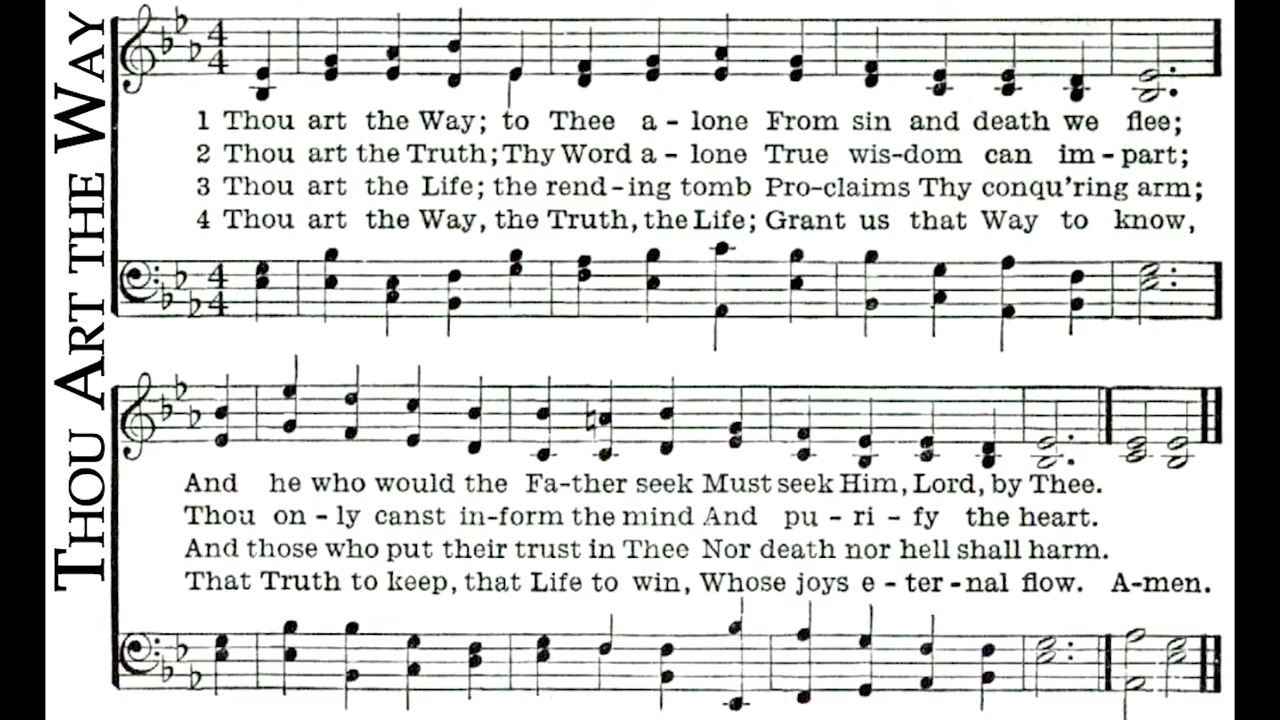 THOU ART THE WAY
4
4
1 Thou art the Way; to Thee a - lone From sin and death we flee;
2 Thou art the Truth; Thy Word a - lone True wis-dom can im - part;
3 Thou art the Life; the rend - ing tomb Pro-claims Thy conqu'ring arm;
4 Thou art the Way, the Truth, the Life; Grant us that Way to know,
4
4
And he who would the Fa-ther seek Must seek Him, Lord, by Thee.
Thou on - ly canst in-form the mind And pu - ri - fy the heart.
And those who put their trust in Thee Nor death nor hell shall harm.
That Truth to keep, that Life to win, Whose joys e - ter - nal flow. A-men.